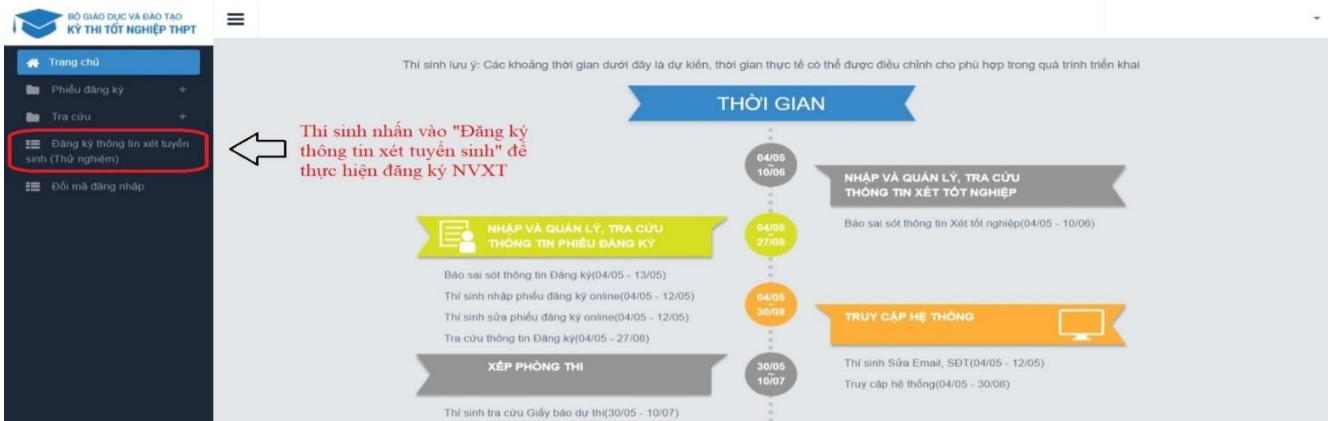 BỘ GIÁO DỤC VÀ ĐÀO TẠO
KỲ THI TỐT NGHIỆP THPT
Trang chủ
Phiếu đăng ký +
Tra cứu +
Đăng ký thông tin xét tuyển
sinh (Thử nghiệm)
Đổi mã đăng nhập
Thí sinh nhấn vào "Đăng ký
thông tin xét tuyển sinh" để
thực hiện đăng ký NVXT
Thí sinh lưu ý: Các khoảng thời gian dưới đây là dự kiến, thời gian thực tế có thể được điều chỉnh cho phù hợp trong quá trình triển khai
THỜI GIAN
04/05
~
10/06
NHẬP VÀ QUẢN LÝ, TRA CỨU
THÔNG TIN XÉT TỐT NGHIỆP
Báo sai sót thông tin Xét tốt nghiệp(04/05 - 10/06)
NHẬP VÀ QUẢN LÝ, TRA CỨU
THÔNG TIN PHIẾU ĐĂNG KÝ
04/05
~
27/08
Báo sai sót thông tin Đăng ký(04/05 - 13/05)
Thí sinh nhập phiếu đăng ký online(04/05 - 12/05)
Thí sinh sửa phiếu đăng ký online(04/05 - 12/05)
Tra cứu thông tin Đăng ký(04/05 - 27/08)
04/05
~
30/08
TRUY CẬP HỆ THỐNG
Thí sinh Sửa Email, SĐT(04/05 - 12/05)
Truy cập hệ thống(04/05 - 30/08)
XẾP PHÒNG THI
30/05
~
10/07
Thí sinh tra cứu Giấy báo dự thi(30/05 - 10/07)